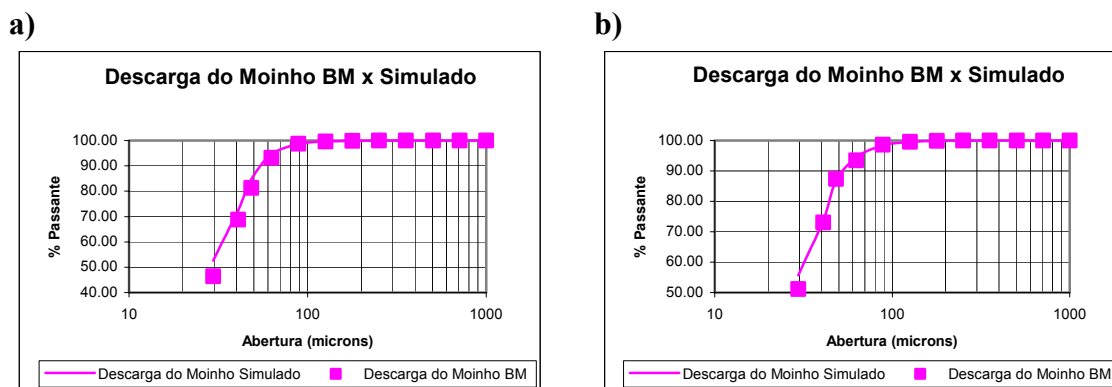 a)
Descarga do Moinho BM x Simulado
% Passante
100.00
90.00
80.00
70.00
60.00
50.00
40.00
10
100
1000
Abertura (microns)
Descarga do Moinho Simulado
Descarga do Moinho BM
b)
Descarga do Moinho BM x Simulado
% Passante
100.00
90.00
80.00
70.00
60.00
50.00
10
100
1000
Abertura (microns)
Descarga do Moinho Simulado
Descarga do Moinho BM